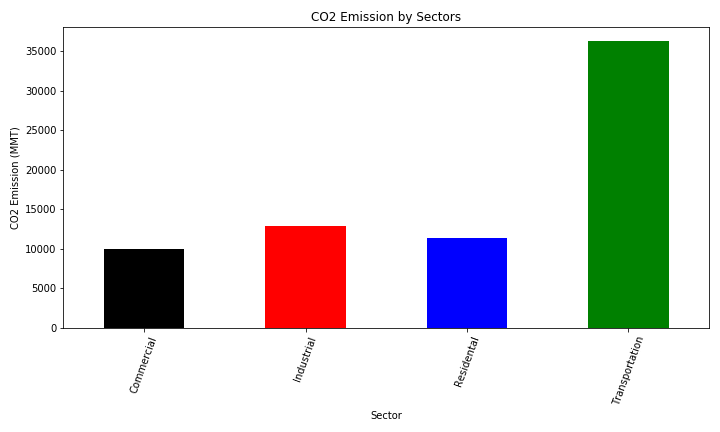 CO2 Emission by Sectors
CO2 Emission (MMT)
35000
30000
25000
20000
15000
10000
5000
0
Commercial
Industrial
Residental
Transportation
Sector